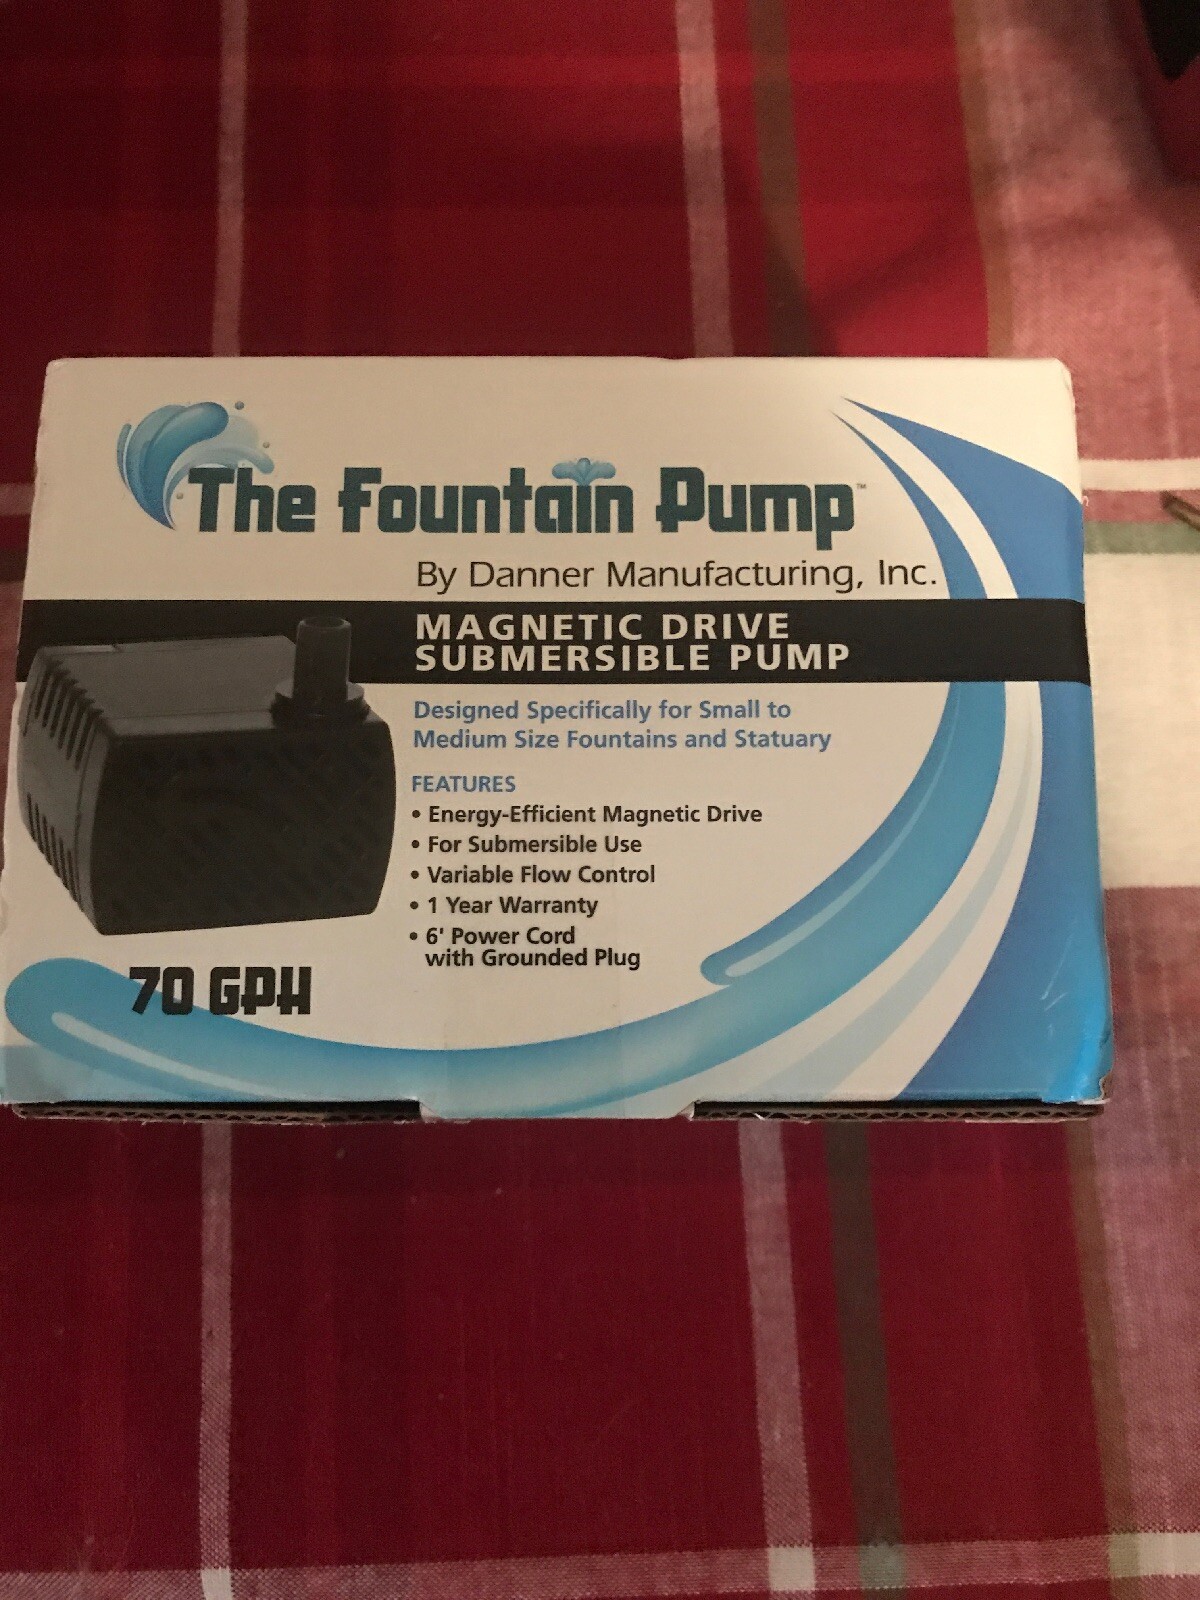 The Fountain Pump™
By Danner Manufacturing, Inc.
MAGNETIC DRIVE
SUBMERSIBLE PUMP
Designed Specifically for Small to
Medium Size Fountains and Statuary
FEATURES
• Energy-Efficient Magnetic Drive
• For Submersible Use
• Variable Flow Control
• 1 Year Warranty
• 6' Power Cord
with Grounded Plug
70 GPH